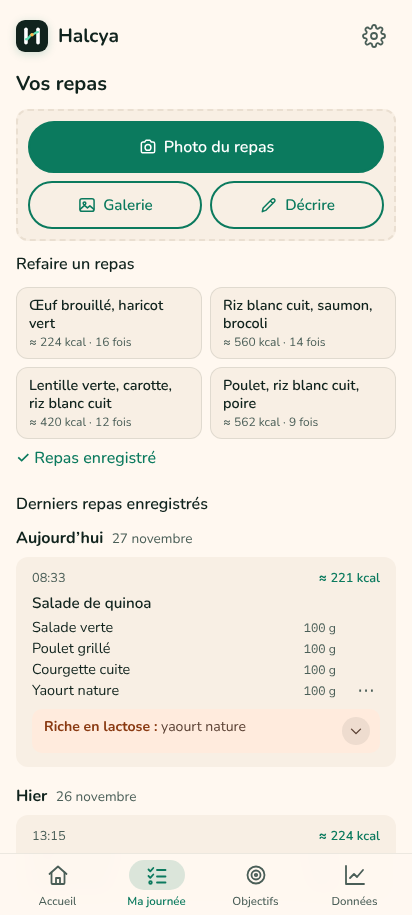 Halcya
Vos repas
Photo du repas
Galerie
Décrire
Refaire un repas
Œuf brouillé, haricot
vert
≈ 224 kcal · 16 fois
Riz blanc cuit, saumon,
brocoli
≈ 560 kcal · 14 fois
Lentille verte, carotte,
riz blanc cuit
≈ 420 kcal · 12 fois
Poulet, riz blanc cuit,
poire
≈ 562 kcal · 9 fois
Repas enregistré
Derniers repas enregistrés
Aujourd’hui 27 novembre
08:33 ≈ 221 kcal
Salade de quinoa
Salade verte 100 g
Poulet grillé 100 g
Courgette cuite 100 g
Yaourt nature 100 g
Riche en lactose : yaourt nature
Hier 26 novembre
13:15 ≈ 224 kcal
Accueil
Ma journée
Objectifs
Données